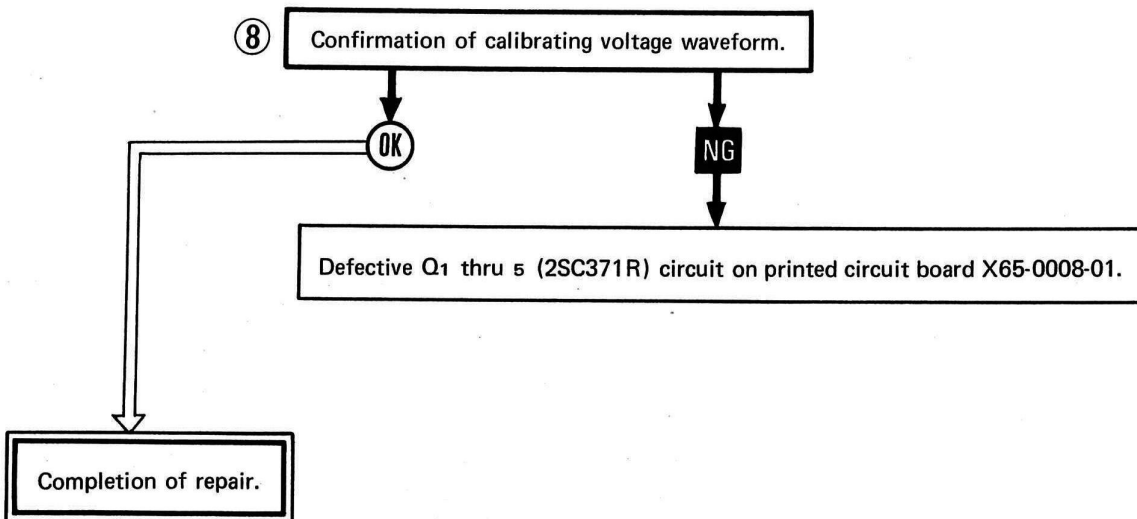 ⑧ Confirmation of calibrating voltage waveform.
OK
NG
Defective Q1 thru 5 (2SC371R) circuit on printed circuit board X65-0008-01.
Completion of repair.